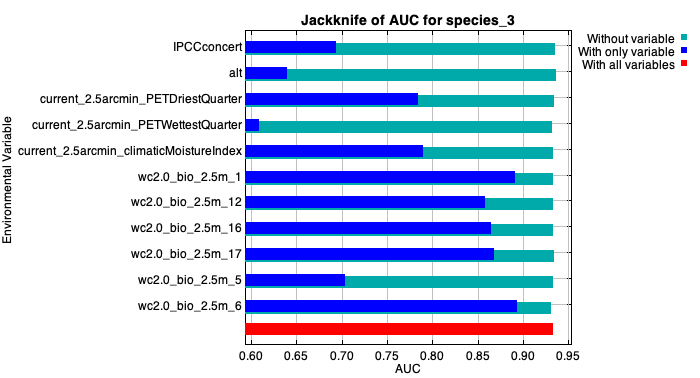 Jackknife of AUC for species_3
Without variable
With only variable
With all variables
Environmental Variable
IPCCconcert
alt
current_2.5arcmin_PETDriestQuarter
current_2.5arcmin_PETWettestQuarter
current_2.5arcmin_climaticMoistureIndex
wc2.0_bio_2.5m_1
wc2.0_bio_2.5m_12
wc2.0_bio_2.5m_16
wc2.0_bio_2.5m_17
wc2.0_bio_2.5m_5
wc2.0_bio_2.5m_6
0.60 0.65 0.70 0.75 0.80 0.85 0.90 0.95
AUC